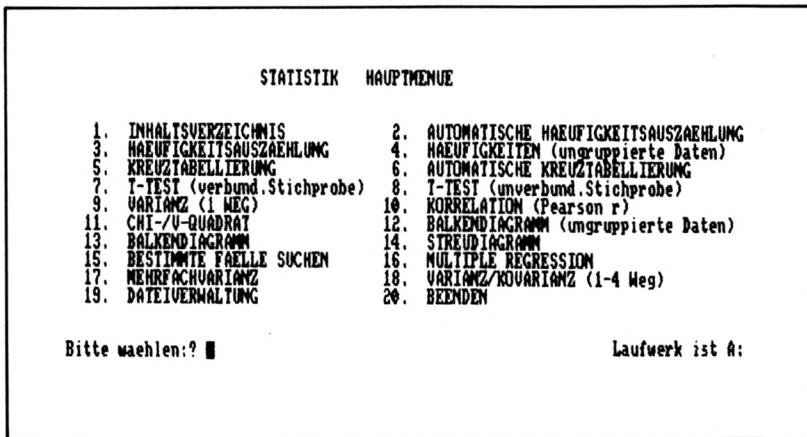 STATISTIK HAUPTMENUE
1. INHALTSVERZEICHNIS 2. AUTOMATISCHE HAEUFIGKEITSAUSZAEHLUNG
3. HAEUFIGKEITSAUSZAEHLUNG 4. HAEUFIGKEITEN (ungruppierte Daten)
5. KREUZTABELLIERUNG 6. AUTOMATISCHE KREUZTABELLIERUNG
7. T-TEST (verbund.Stichprobe) 8. T-TEST (unverbund.Stichprobe)
9. VARIANZ (1 WEG) 10. KORRELATION (Pearson r)
11. CHI-/V-QUADRAT 12. BALKENDIAGRAMM (ungruppierte Daten)
13. BALKENDIAGRAMM 14. STREUDIAGRAMM
15. BESTIMMTE FAELLE SUCHEN 16. MULTIPLE REGRESSION
17. MEHRFACHVARIANZ 18. VARIANZ/KOVARIANZ (1-4 Weg)
19. DATEIVERWALTUNG 20. BEENDEN
Bitte waehlen:? Laufwerk ist A: